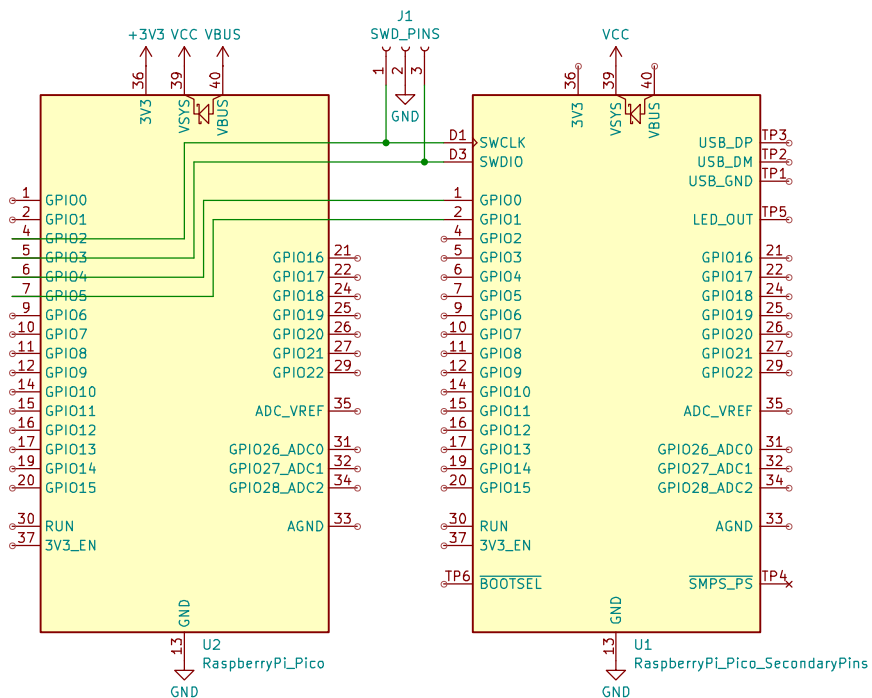 J1
SWD_PINS
1
2
3
GND
+3V3 VCC VBUS
36
39
40
3V3
VSYS
VBUS
1 GPIO0
2 GPIO1
4 GPIO2
5 GPIO3
6 GPIO4
7 GPIO5
9 GPIO6
10 GPIO7
11 GPIO8
12 GPIO9
14 GPIO10
15 GPIO11
16 GPIO12
17 GPIO13
19 GPIO14
20 GPIO15
30 RUN
37 3V3_EN
GPIO16 21
GPIO17 22
GPIO18 24
GPIO19 25
GPIO20 26
GPIO21 27
GPIO22 29
ADC_VREF 35
GPIO26_ADC0 31
GPIO27_ADC1 32
GPIO28_ADC2 34
AGND 33
GND
13
U2
RaspberryPi_Pico
GND
VCC
36
39
40
3V3
VSYS
VBUS
D1 SWCLK
D3 SWDIO
1 GPIO0
2 GPIO1
4 GPIO2
5 GPIO3
6 GPIO4
7 GPIO5
9 GPIO6
10 GPIO7
11 GPIO8
12 GPIO9
14 GPIO10
15 GPIO11
16 GPIO12
17 GPIO13
19 GPIO14
20 GPIO15
30 RUN
37 3V3_EN
TP6 BOOTSEL
USB_DP TP3
USB_DM TP2
USB_GND TP1
LED_OUT TP5
GPIO16 21
GPIO17 22
GPIO18 24
GPIO19 25
GPIO20 26
GPIO21 27
GPIO22 29
ADC_VREF 35
GPIO26_ADC0 31
GPIO27_ADC1 32
GPIO28_ADC2 34
AGND 33
SMPS_PS TP4
GND
13
U1
RaspberryPi_Pico_SecondaryPins
GND